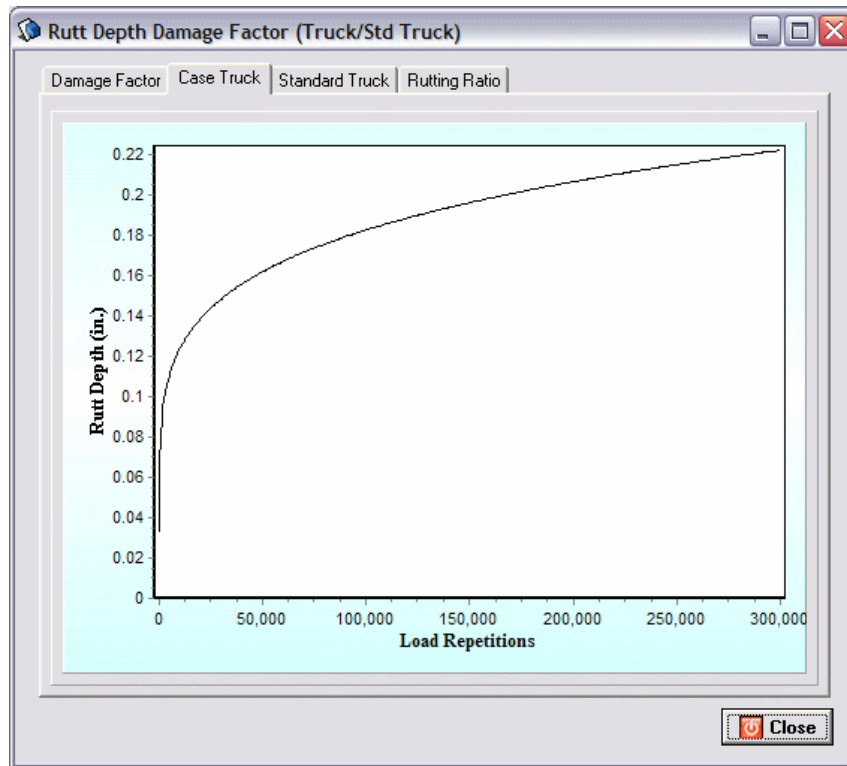 Rutt Depth Damage Factor (Truck/Std Truck)
Damage Factor Case Truck Standard Truck Rutting Ratio
0.22
0.2
0.18
0.16
0.14
0.12
0.1
0.08
0.06
0.04
0.02
0
Rutt Depth (in.)
0 50,000 100,000 150,000 200,000 250,000 300,000
Load Repetitions
Close